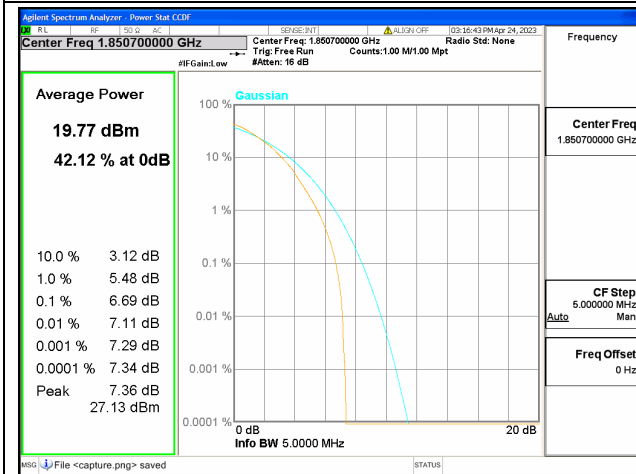 Agilent Spectrum Analyzer - Power Stat CCDF
RL RF 50 Ω AC SENSE:INT ALIGN OFF 03:16:43 PM Apr 24, 2023
Center Freq 1.850700000 GHz
Center Freq: 1.850700000 GHz Radio Std: None
Trig: Free Run Counts:1.00 M/1.00 Mpt
#IFGain:Low #Atten: 16 dB
Frequency
Average Power
19.77 dBm
42.12 % at 0dB
10.0 % 3.12 dB
1.0 % 5.48 dB
0.1 % 6.69 dB
0.01 % 7.11 dB
0.001 % 7.29 dB
0.0001 % 7.34 dB
Peak 7.36 dB
27.13 dBm
Gaussian
100 %
10 %
1 %
0.1 %
0.01 %
0.001 %
0.0001 %
0 dB 20 dB
Info BW 5.0000 MHz
Center Freq
1.850700000 GHz
CF Step
5.000000 MHz
Auto Man
Freq Offset
0 Hz
MSG File <capture.png> saved STATUS